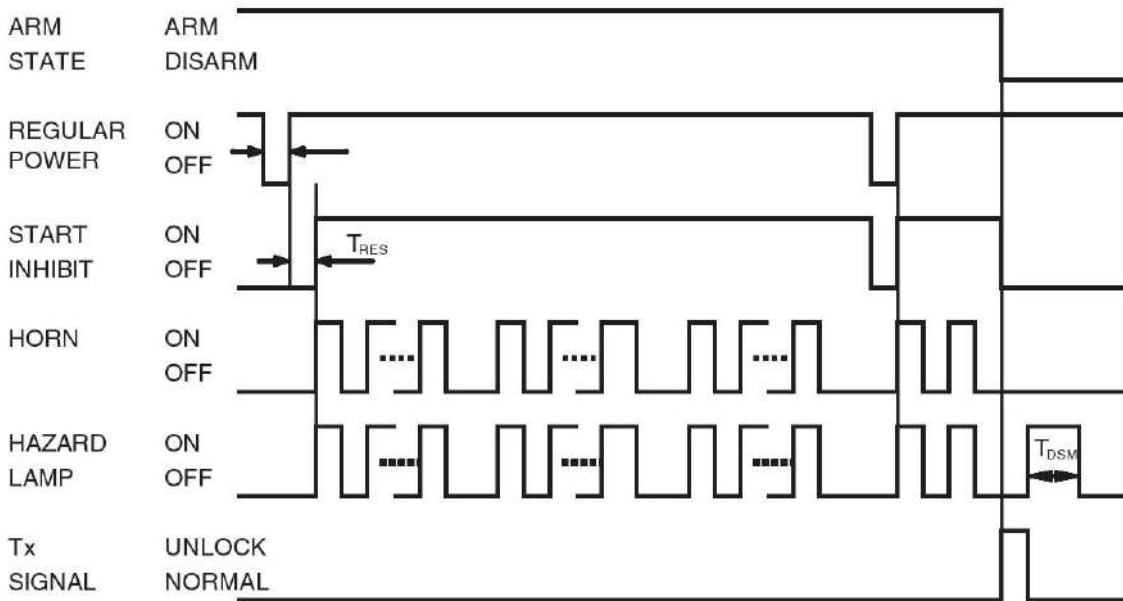 ARM ARM
STATE DISARM
REGULAR ON
POWER OFF
START ON
INHIBIT OFF
TRES
HORN ON
OFF
HAZARD ON
LAMP OFF
TDSM
Tx UNLOCK
SIGNAL NORMAL